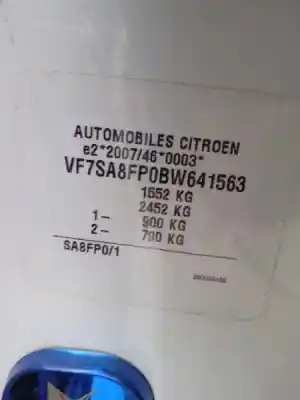 AUTOMOBILES CITROEN
e2*2007/46*0003*
VF7SA8FP0BW641563
1552 KG
2452 KG
1- 900 KG
2- 790 KG
SA8FP0/1